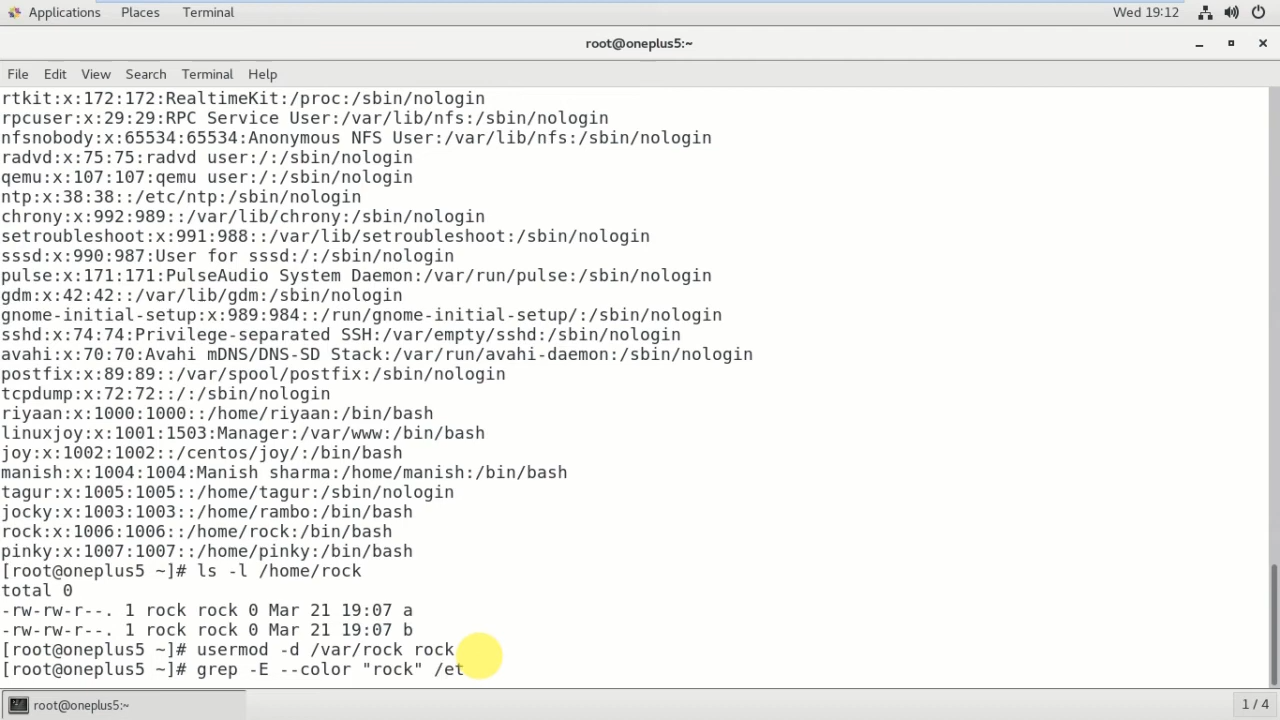 Applications Places Terminal Wed 19:12
root@oneplus5:~
File Edit View Search Terminal Help
rtkit:x:172:172:RealtimeKit:/proc:/sbin/nologin
rpcuser:x:29:29:RPC Service User:/var/lib/nfs:/sbin/nologin
nfsnobody:x:65534:65534:Anonymous NFS User:/var/lib/nfs:/sbin/nologin
radvd:x:75:75:radvd user:/:/sbin/nologin
qemu:x:107:107:qemu user:/:/sbin/nologin
ntp:x:38:38::/etc/ntp:/sbin/nologin
chrony:x:992:989::/var/lib/chrony:/sbin/nologin
setroubleshoot:x:991:988::/var/lib/setroubleshoot:/sbin/nologin
sssd:x:990:987:User for sssd:/:/sbin/nologin
pulse:x:171:171:PulseAudio System Daemon:/var/run/pulse:/sbin/nologin
gdm:x:42:42::/var/lib/gdm:/sbin/nologin
gnome-initial-setup:x:989:984::/run/gnome-initial-setup/:/sbin/nologin
sshd:x:74:74:Privilege-separated SSH:/var/empty/sshd:/sbin/nologin
avahi:x:70:70:Avahi mDNS/DNS-SD Stack:/var/run/avahi-daemon:/sbin/nologin
postfix:x:89:89::/var/spool/postfix:/sbin/nologin
tcpdump:x:72:72::/:/sbin/nologin
riyaan:x:1000:1000::/home/riyaan:/bin/bash
linuxjoy:x:1001:1503:Manager:/var/www:/bin/bash
joy:x:1002:1002::/centos/joy/:/bin/bash
manish:x:1004:1004:Manish sharma:/home/manish:/bin/bash
tagur:x:1005:1005::/home/tagur:/sbin/nologin
jocky:x:1003:1003::/home/rambo:/bin/bash
rock:x:1006:1006::/home/rock:/bin/bash
pinky:x:1007:1007::/home/pinky:/bin/bash
[root@oneplus5 ~]# ls -l /home/rock
total 0
-rw-rw-r--. 1 rock rock 0 Mar 21 19:07 a
-rw-rw-r--. 1 rock rock 0 Mar 21 19:07 b
[root@oneplus5 ~]# usermod -d /var/rock rock
[root@oneplus5 ~]# grep -E --color "rock" /et
root@oneplus5:~ 1 / 4